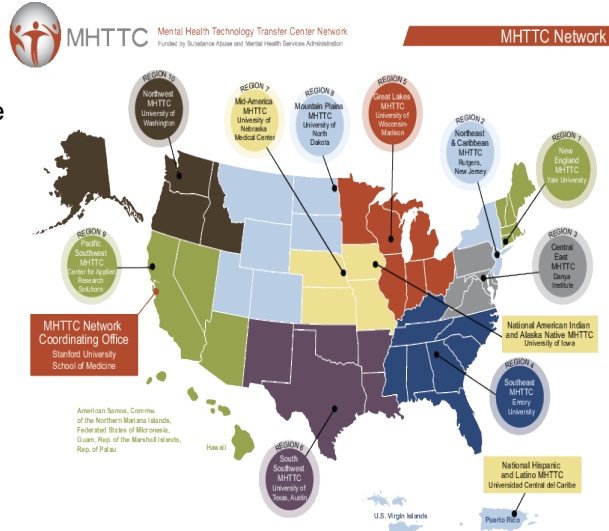 MHTTC
Mental Health Technology Transfer Center Network
Funded by Substance Abuse and Mental Health Services Administration
MHTTC Network
e
REGION 10
Northwest
MHTTC
University of
Washington
REGION 7
Mid-America
MHTTC
University of
Nebraska
Medical Center
REGION 8
Mountain Plains
MHTTC
University of
North
Dakota
REGION 5
Great Lakes
MHTTC
University of
Wisconsin-
Madison
REGION 2
Northeast
& Caribbean
MHTTC
Rutgers,
New Jersey
REGION 1
New
England
MHTTC
Yale University
REGION 9
Pacific
Southwest
MHTTC
Center for Applied
Research
Solutions
REGION 3
Central
East
MHTTC
Danya
Institute
MHTTC Network
Coordinating Office
Stanford University
School of Medicine
National American Indian
and Alaska Native MHTTC
University of Iowa
REGION 4
Southeast
MHTTC
Emory
University
American Samoa, Commw.
of the Northern Mariana Islands,
Federated States of Micronesia,
Guam, Rep. of the Marshall Islands,
Rep. of Palau
Hawaii
REGION 6
South
Southwest
MHTTC
University of
Texas, Austin
National Hispanic
and Latino MHTTC
Universidad Central del Caribe
U.S. Virgin Islands
Puerto Rico